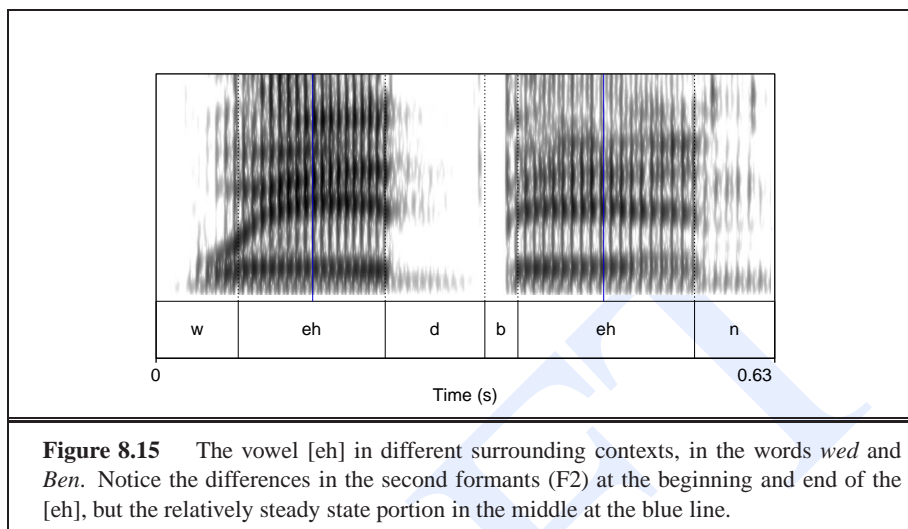 w eh d b eh n
0 0.63
Time (s)
Figure 8.15 The vowel [eh] in different surrounding contexts, in the words wed and
Ben. Notice the differences in the second formants (F2) at the beginning and end of the
[eh], but the relatively steady state portion in the middle at the blue line.